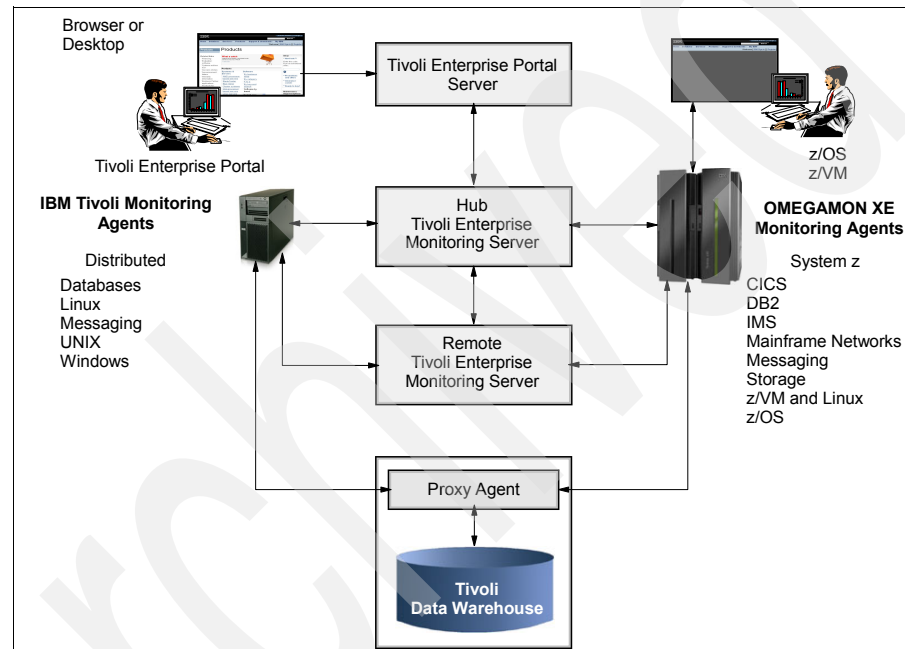 Browser or
Desktop
Products
Tivoli Enterprise Portal
Server
Tivoli Enterprise Portal
z/OS
z/VM
IBM Tivoli Monitoring
Agents
Hub
Tivoli Enterprise
Monitoring Server
OMEGAMON XE
Monitoring Agents
Distributed
Databases
Linux
Messaging
UNIX
Windows
System z
CICS
DB2
IMS
Mainframe Networks
Messaging
Storage
z/VM and Linux
z/OS
Remote
Tivoli Enterprise
Monitoring Server
Proxy Agent
Tivoli
Data Warehouse